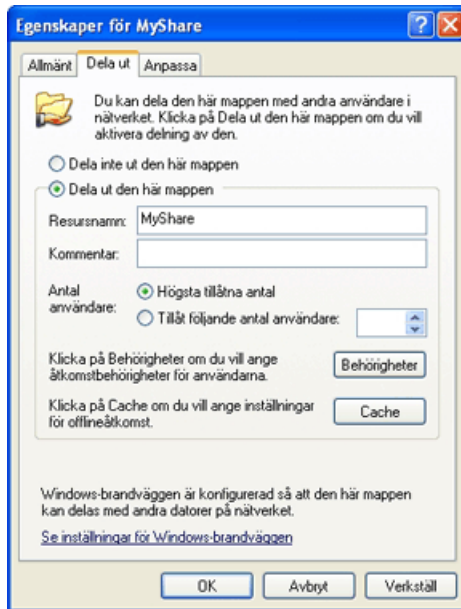 Egenskaper för MyShare
Allmänt Dela ut Anpassa
Du kan dela den här mappen med andra användare i
nätverket. Klicka på Dela ut den här mappen om du vill
aktivera delning av den.
Dela inte ut den här mappen
Dela ut den här mappen
Resursnamn: MyShare
Kommentar:
Antal
användare:
Högsta tillåtna antal
Tillåt följande antal användare:
Klicka på Behörigheter om du vill ange
åtkomstbehörigheter för användarna.
Behörigheter
Klicka på Cache om du vill ange inställningar
för offlineåtkomst.
Cache
Windows-brandväggen är konfigurerad så att den här mappen
kan delas med andra datorer på nätverket.
Se inställningar för Windows-brandväggen
OK Avbryt Verkställ